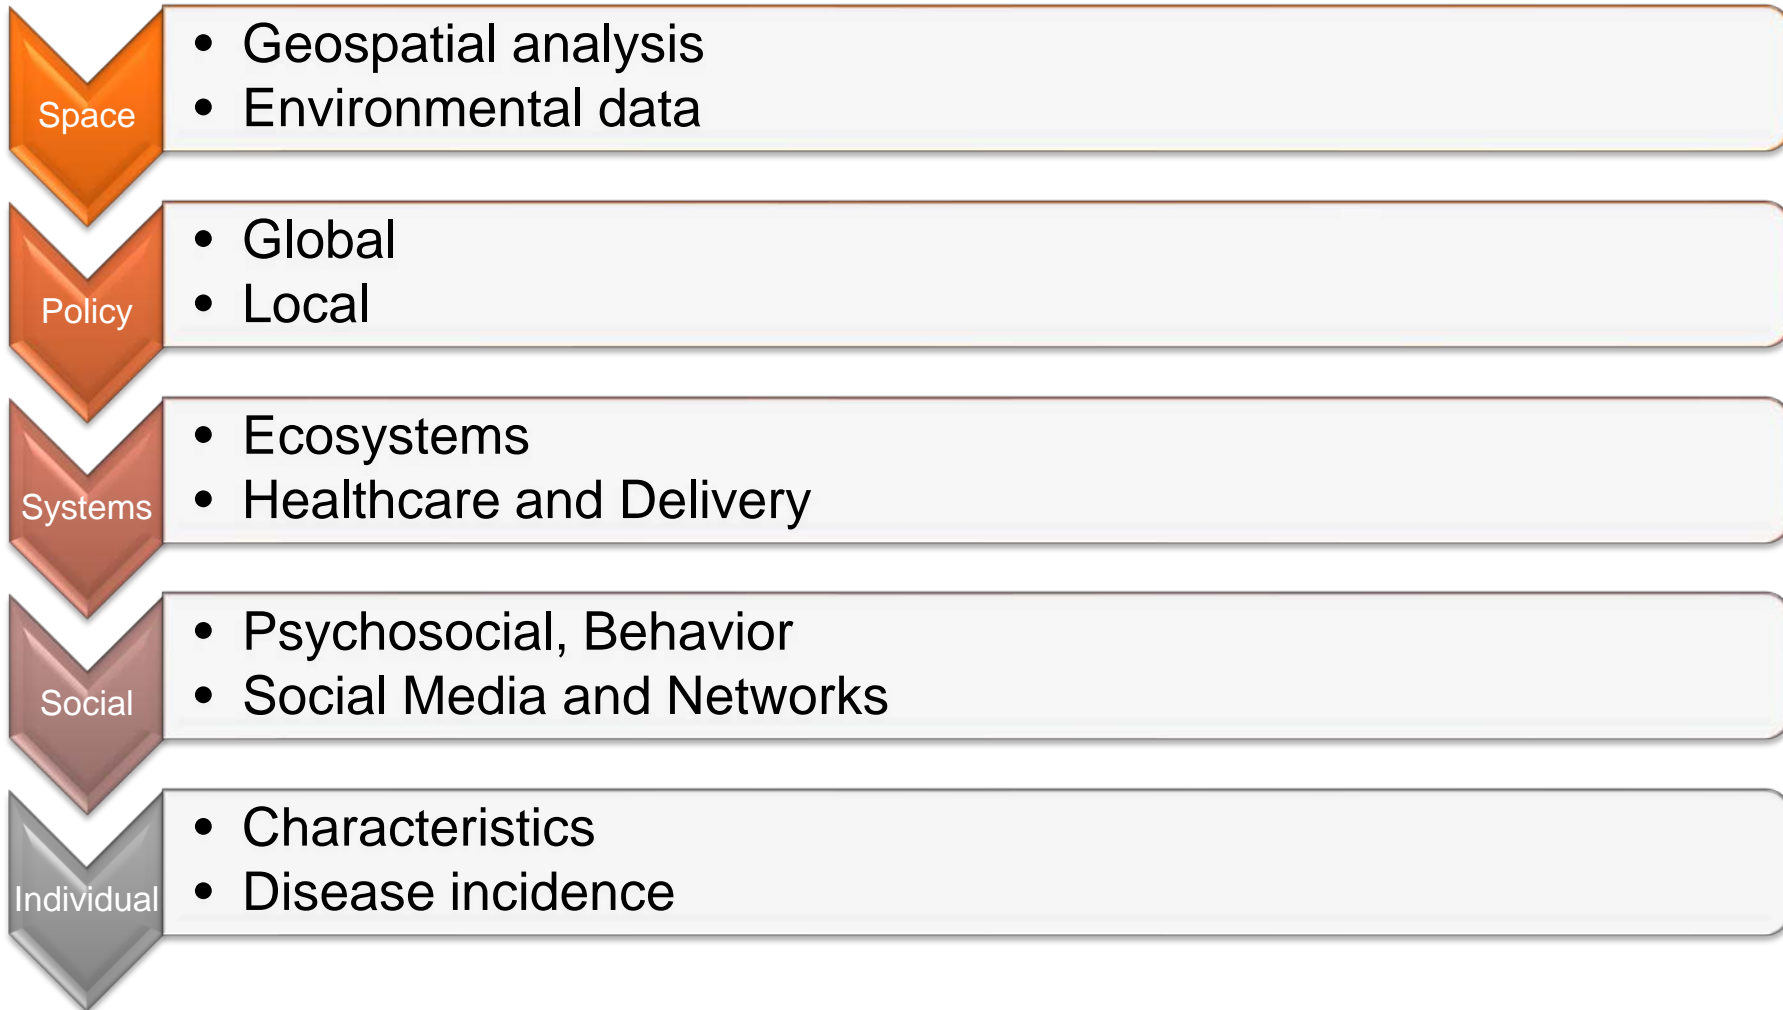 Space
• Geospatial analysis
• Environmental data
Policy
• Global
• Local
Systems
• Ecosystems
• Healthcare and Delivery
Social
• Psychosocial, Behavior
• Social Media and Networks
Individual
• Characteristics
• Disease incidence